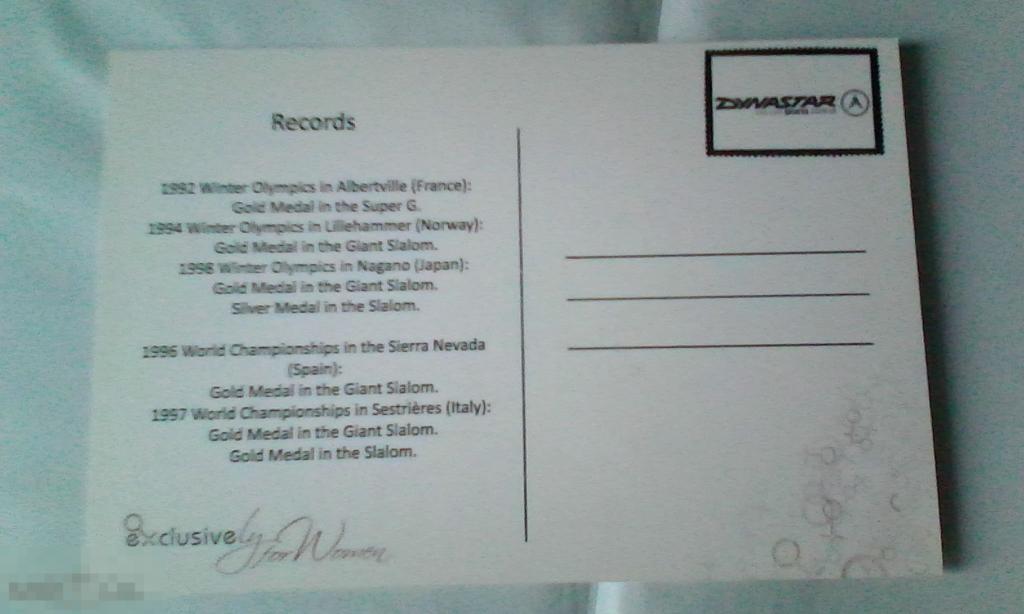 Records
1992 Winter Olympics in Albertville (France):
Gold Medal in the Super G.
1994 Winter Olympics in Lillehammer (Norway):
Gold Medal in the Giant Slalom.
1998 Winter Olympics in Nagano (Japan):
Gold Medal in the Giant Slalom.
Silver Medal in the Slalom.
1996 World Championships in the Sierra Nevada
(Spain):
Gold Medal in the Giant Slalom.
1997 World Championships in Sestrières (Italy):
Gold Medal in the Giant Slalom.
Gold Medal in the Slalom.
exclusively for Women
DYNASTAR